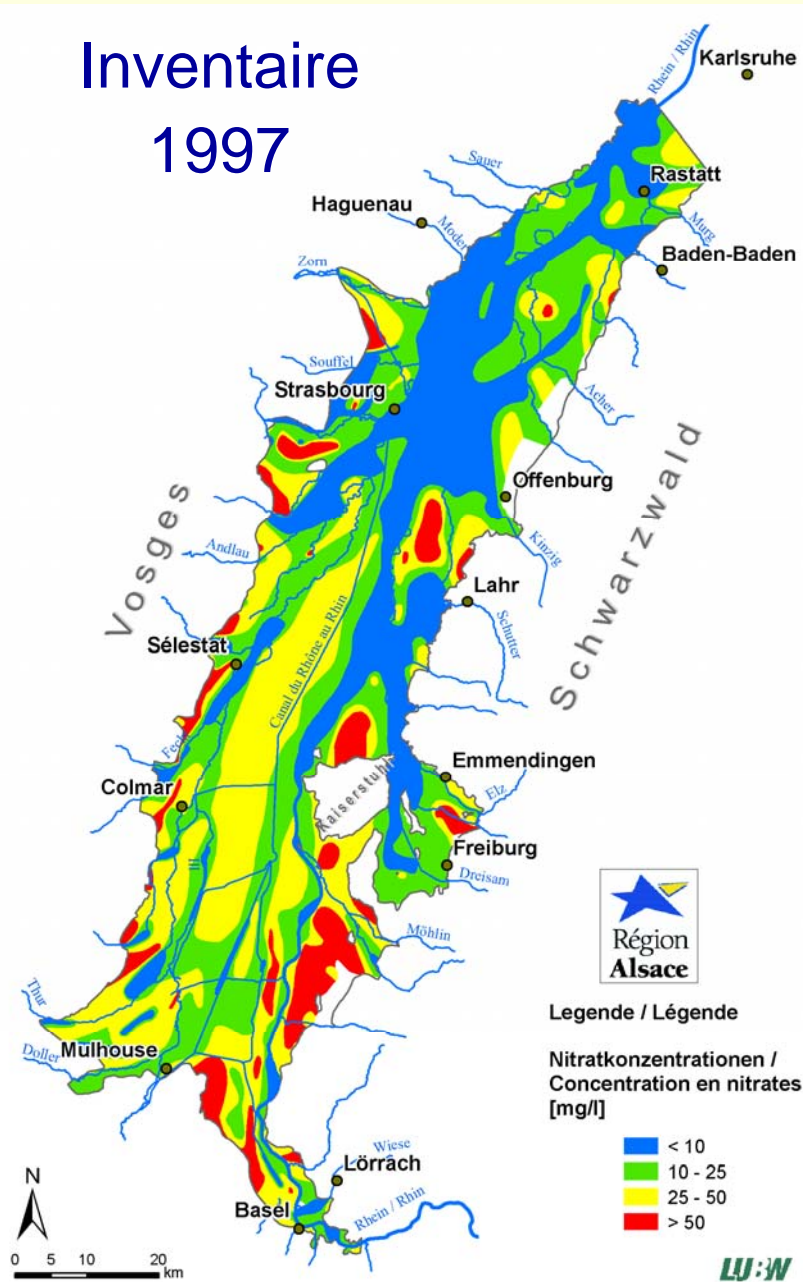 Inventaire
1997
Karlsruhe
Rhein / Rhin
Sauer
Rastatt
Haguenau
Moder
Murg
Baden-Baden
Zorn
Souffel
Strasbourg
Acher
Offenburg
Vosges
Schwarzwald
Kinzig
Andlau
Lahr
Schutter
Sélestat
Canal du Rhône au Rhin
Fecht
Emmendingen
Colmar
Kaiserstuhl
Elz
Freiburg
Ill
Dreisam
Möhlin
Région
Alsace
Thur
Legende / Légende
Doller
Mulhouse
Nitratkonzentrationen /
Concentration en nitrates
[mg/l]
< 10
10 - 25
25 - 50
> 50
Wiese
Lörrach
N
Basel
Rhein / Rhin
0 5 10 20
km
LUBW